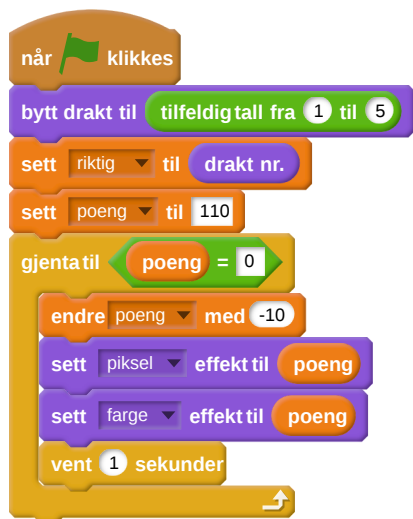 når klikkes
bytt drakt til tilfeldig tall fra 1 til 5
sett riktig til drakt nr.
sett poeng til 110
gjenta til poeng = 0
endre poeng med -10
sett piksel effekt til poeng
sett farge effekt til poeng
vent 1 sekunder